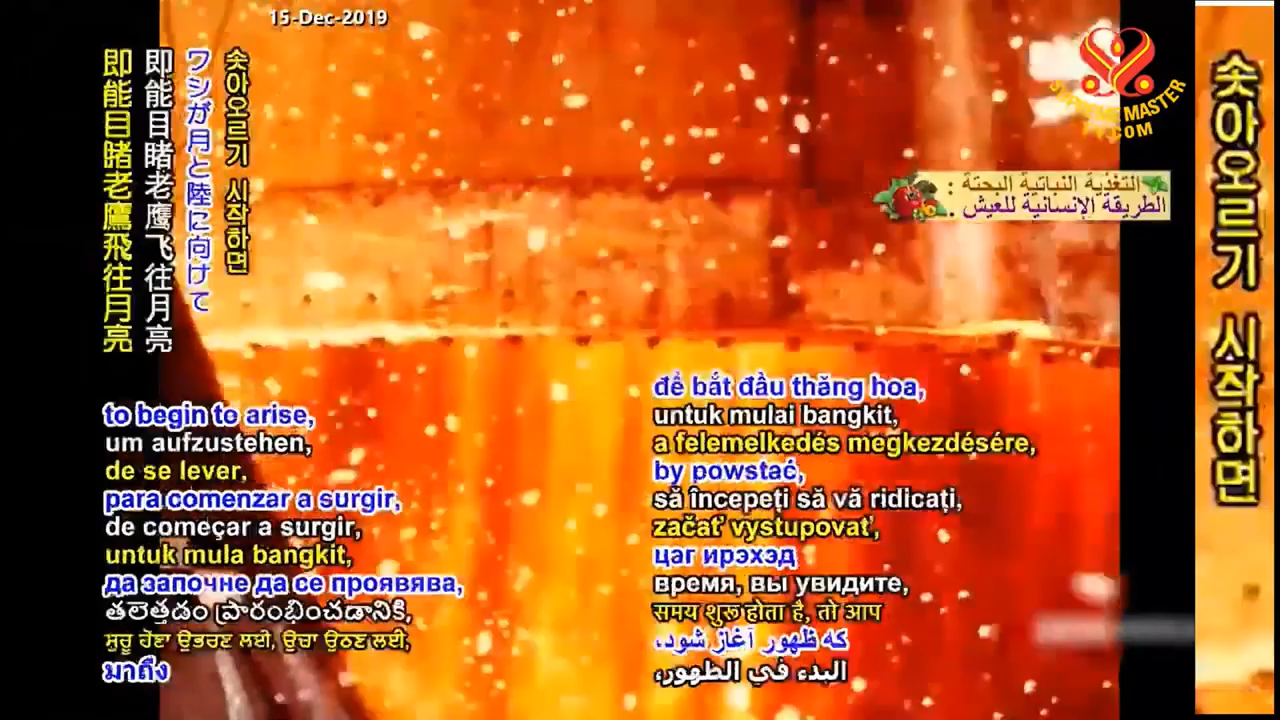 15-Dec-2019
SUPREME MASTER
TV.COM
솟아오르기 시작하면
ワシが月と陸に向けて
即能目睹老鹰飞往月亮
即能目睹老鷹飛往月亮
التغذية النباتية البحتة :
الطريقة الإنسانية للعيش .
솟아오르기 시작하면
to begin to arise,
um aufzustehen,
de se lever,
para comenzar a surgir,
de começar a surgir,
untuk mula bangkit,
да започне да се проявява,
తలెత్తడం ప్రారంభించడానికి,
ਸੁਰੂ ਹੋਣਾ ਉਭਰਣ ਲਈ, ਉਚਾ ਉਠਣ ਲਈ,
มาถึง
để bắt đầu thăng hoa,
untuk mulai bangkit,
a felemelkedés megkezdésére,
by powstać,
să începeți să vă ridicați,
začať vystupovať,
цаг ирэхэд
время, вы увидите,
समय शुरू होता है, तो आप
که ظهور آغاز شود،
البدء في الظهور،